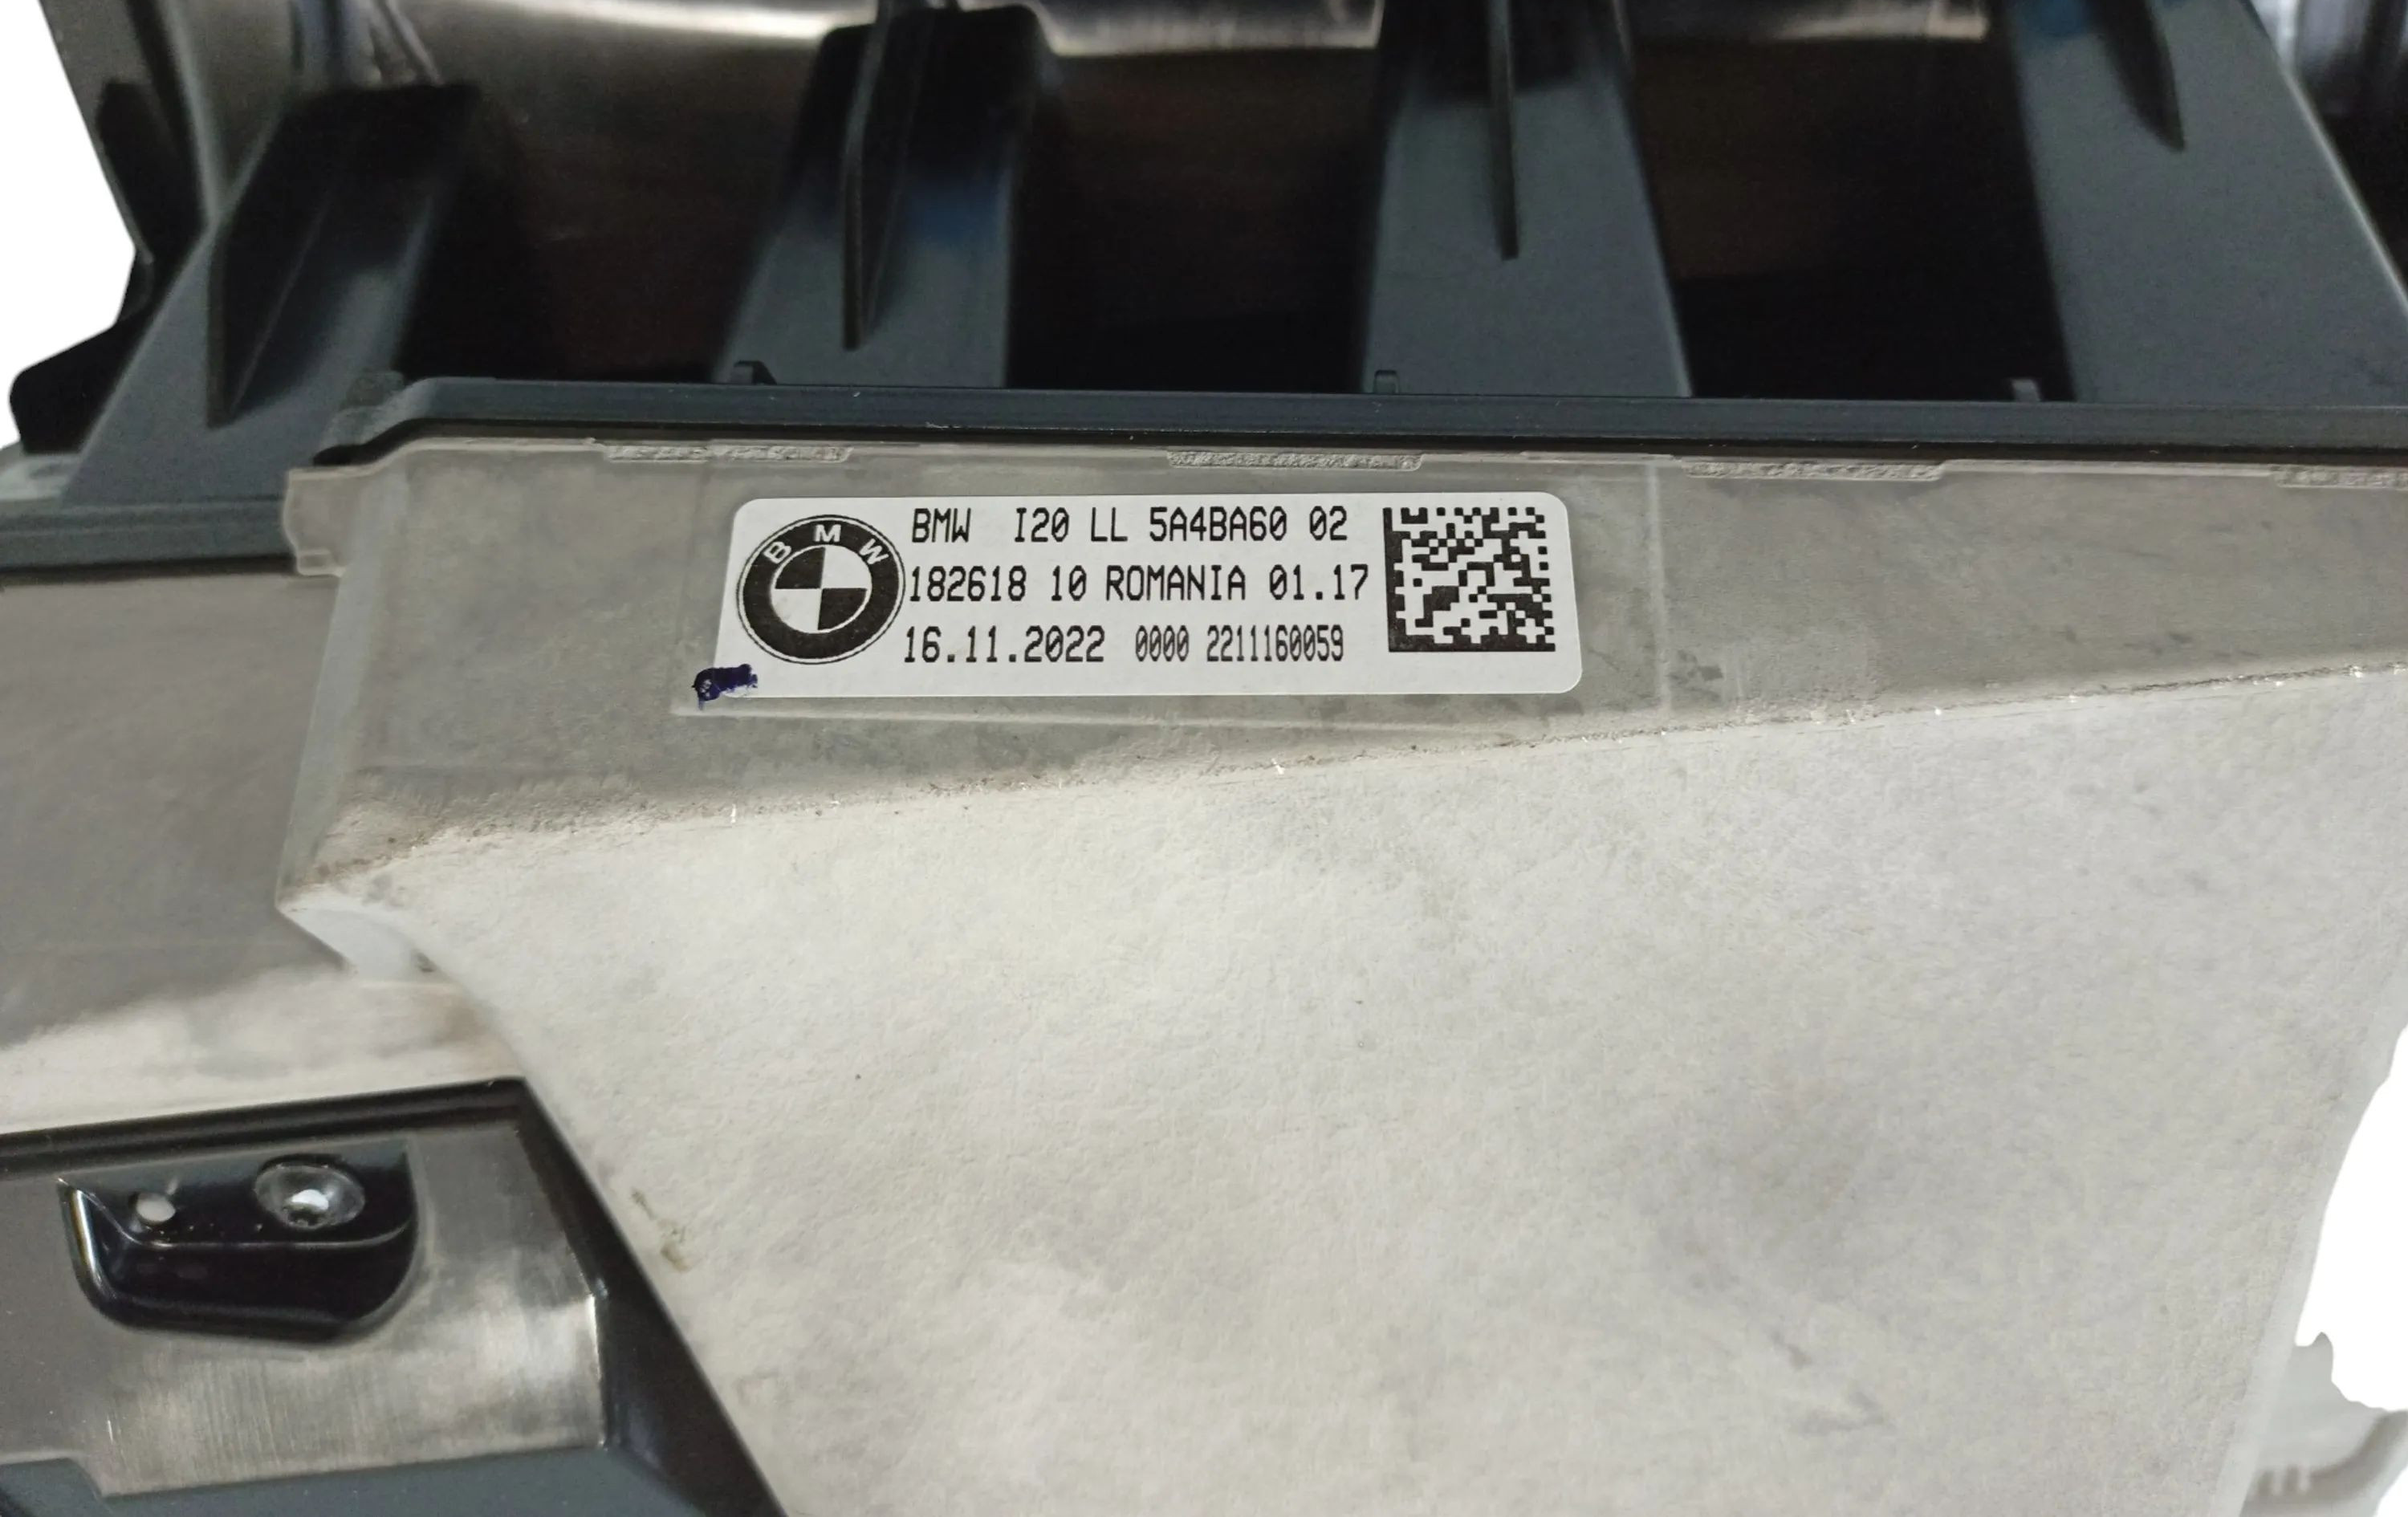 BMW
BMW I20 LL 5A4BA60 02
182618 10 ROMANIA 01.17
16.11.2022 0000 2211160059